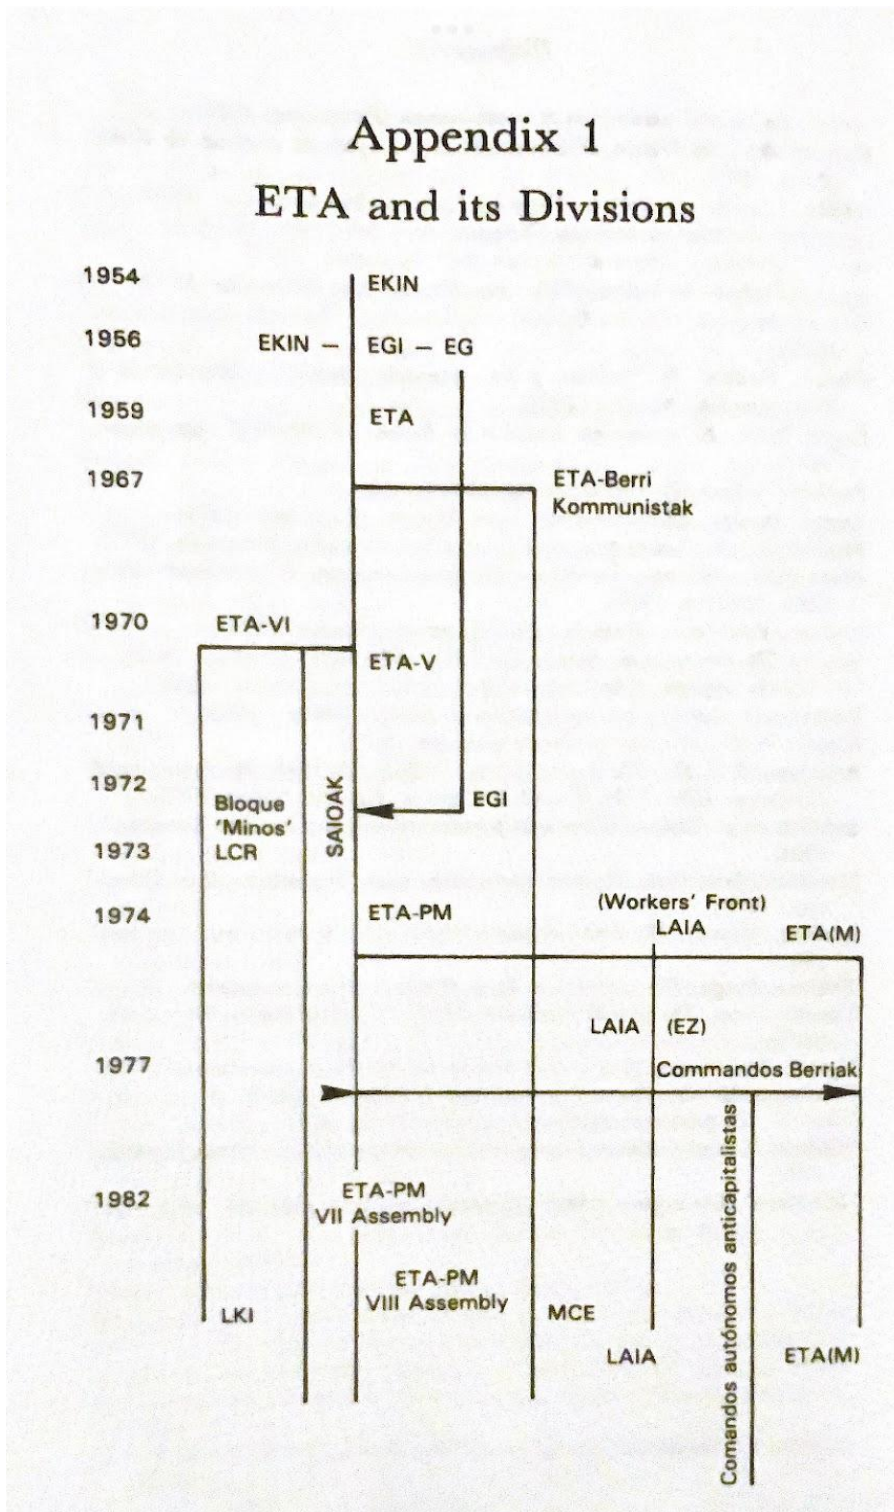 Appendix 1
ETA and its Divisions
1954 EKIN
1956 EKIN – EGI – EG
1959 ETA
1967 ETA-Berri
Kommunistak
1970 ETA-VI
ETA-V
1971
1972
EGI
Bloque
"Minos'
SAIOAK
1973 LCR
1974 ETA-PM
(Workers' Front)
LAIA
ETA(M)
LAIA (EZ)
1977 Commandos Berriak
Comandos autónomos anticapitalistas
1982 ETA-PM
VII Assembly
ETA-PM
VIII Assembly
LKI
MCE
LAIA
ETA(M)